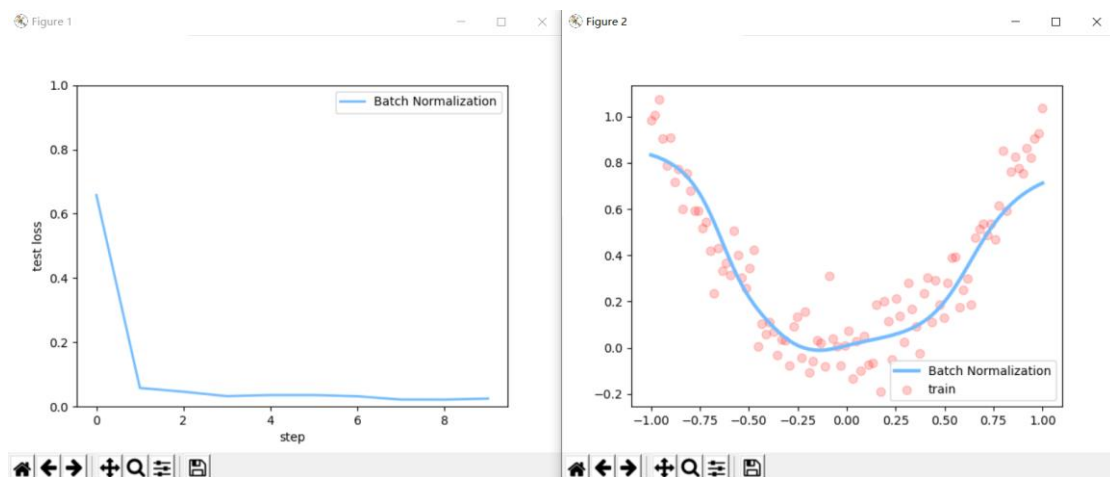 Figure 1
1.0
Batch Normalization
0.8
0.6
test loss
0.4
0.2
0.0
0 2 4 6 8
step
Figure 2
1.0
0.8
0.6
0.4
0.2
0.0
−0.2
Batch Normalization
train
−1.00 −0.75 −0.50 −0.25 0.00 0.25 0.50 0.75 1.00